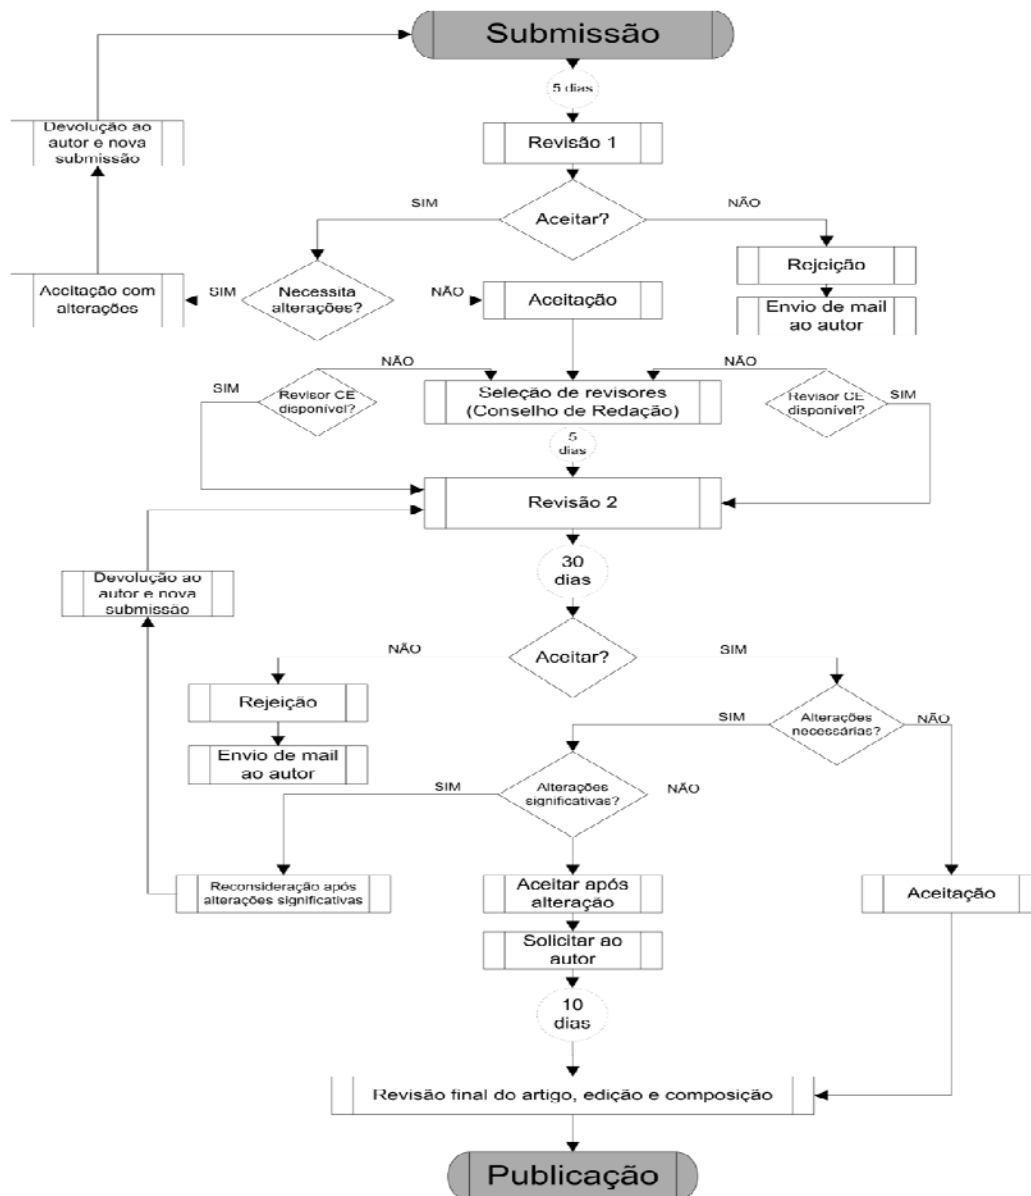 Submissão
5 dias
Devolução ao
autor e nova
submissão
Revisão 1
SIM
Aceitar?
NÃO
Rejeição
Aceitação com
alterações
SIM
Necessita
alterações?
NÃO
Aceitação
Envio de mail
ao autor
NÃO
NÃO
SIM
Revisor CE
disponível?
Seleção de revisores
(Conselho de Redação)
Revisor CE
disponível?
SIM
5
dias
Revisão 2
30
dias
Devolução ao
autor e nova
submissão
NÃO
Aceitar?
SIM
Rejeição
SIM
Alterações
necessárias?
NÃO
Envio de mail
ao autor
SIM
Alterações
significativas?
NÃO
Reconsideração após
alterações significativas
Aceitar após
alteração
Aceitação
Solicitar ao
autor
10
dias
Revisão final do artigo, edição e composição
Publicação